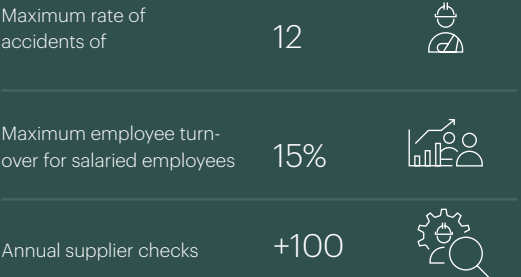 Maximum rate of
accidents of
12
Maximum employee turn-
over for salaried employees
15%
Annual supplier checks
+100